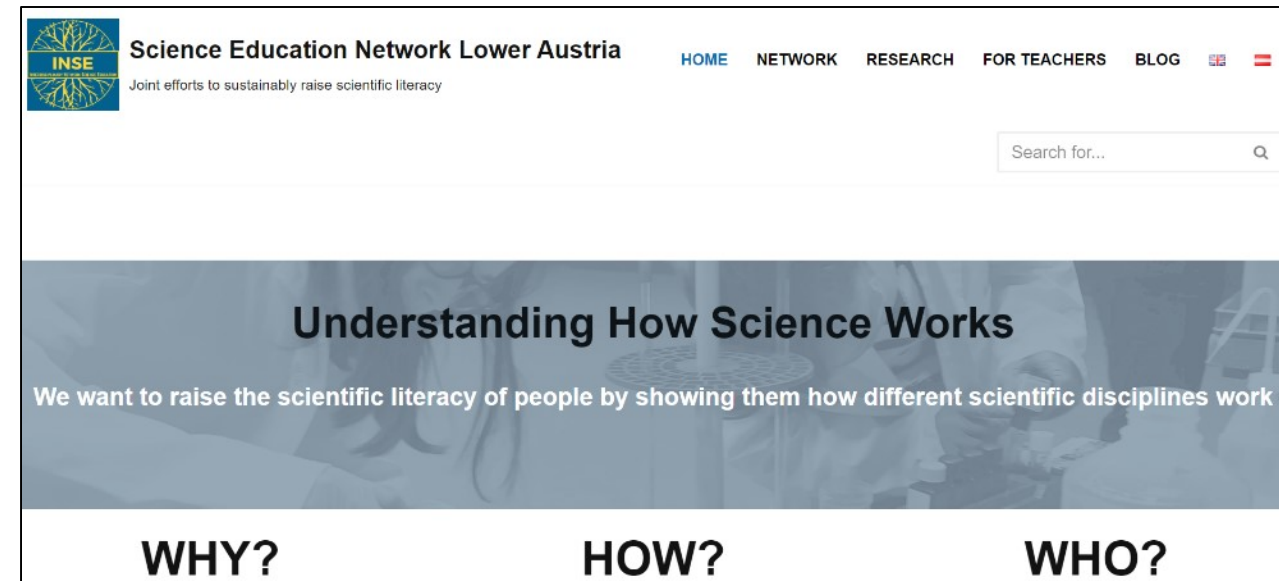 INSE
Science Education Network Lower Austria
Joint efforts to sustainably raise scientific literacy
HOME NETWORK RESEARCH FOR TEACHERS BLOG
Search for...
Understanding How Science Works
We want to raise the scientific literacy of people by showing them how different scientific disciplines work
WHY? HOW? WHO?